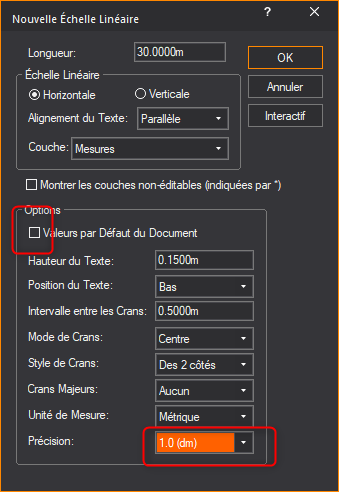 Nouvelle Échelle Linéaire ? ×
Longueur: 30.0000m OK
Échelle Linéaire Annuler
Horizontale Verticale
Alignement du Texte: Parallèle Interactif
Couche: Mesures
Montrer les couches non-éditables (indiquées par *)
Options
Valeurs par Défaut du Document
Hauteur du Texte: 0.1500m
Position du Texte: Bas
Intervalle entre les Crans: 0.5000m
Mode de Crans: Centre
Style de Crans: Des 2 côtés
Crans Majeurs: Aucun
Unité de Mesure: Métrique
Précision: 1.0 (dm)